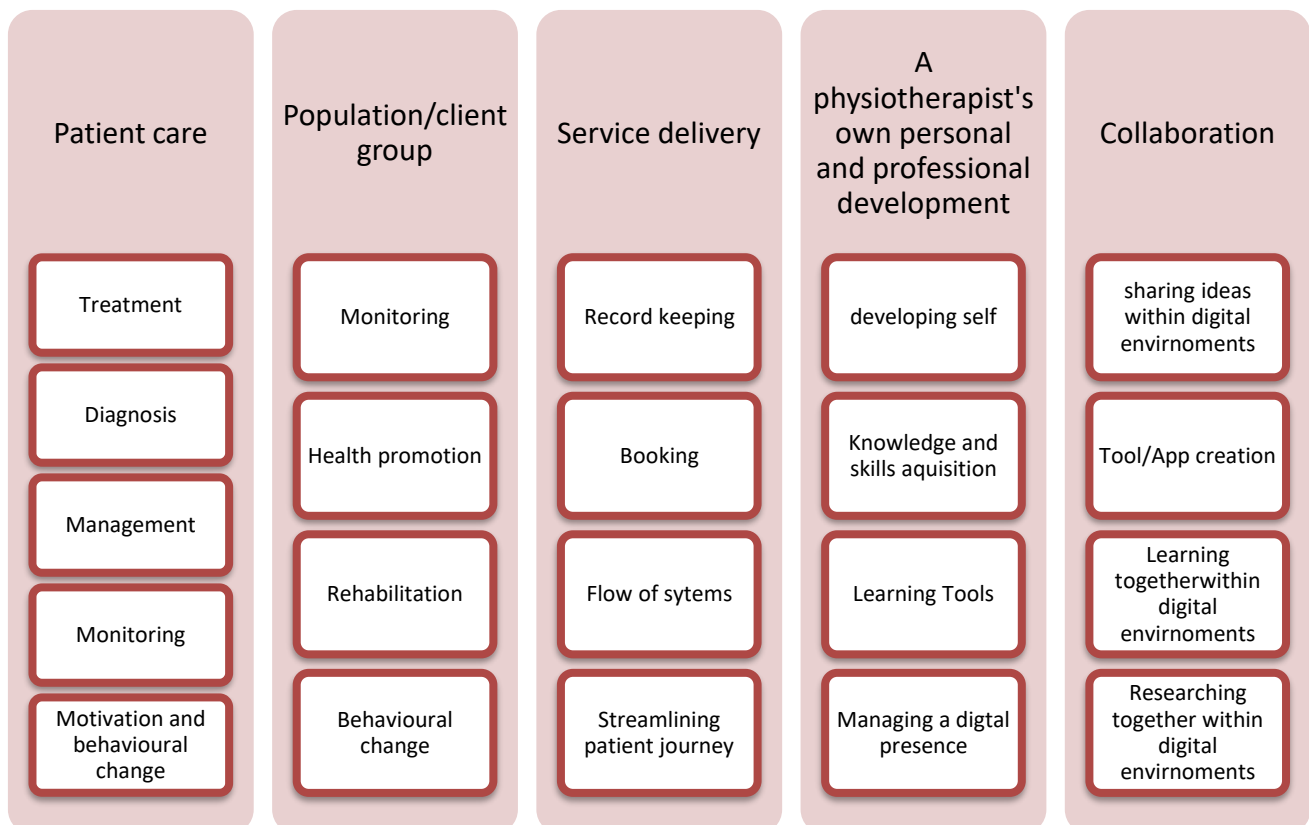 Patient care
Treatment
Diagnosis
Management
Monitoring
Motivation and
behavioural
change
Population/client
group
Monitoring
Health promotion
Rehabilitation
Behavioural
change
Service delivery
Record keeping
Booking
Flow of sytems
Streamlining
patient journey
A
physiotherapist's
own personal
and professional
development
developing self
Knowledge and
skills aquisition
Learning Tools
Managing a digtal
presence
Collaboration
sharing ideas
within digital
envirnoments
Tool/App creation
Learning
togetherwithin
digital
envirnoments
Researching
together within
digital
envirnoments